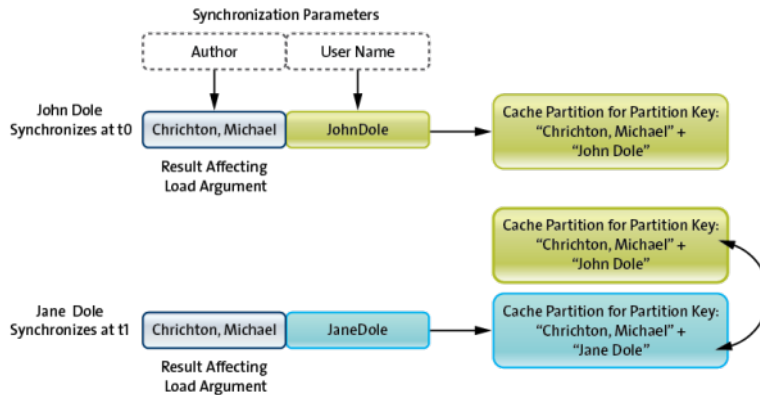 Synchronization Parameters
Author
User Name
John Dole
Synchronizes at t0
Chrichton, Michael
JohnDole
Cache Partition for Partition Key:
“Chrichton, Michael” +
“John Dole”
Result Affecting
Load Argument
Cache Partition for Partition Key:
“Chrichton, Michael” +
“John Dole”
Jane Dole
Synchronizes at t1
Chrichton, Michael
JaneDole
Cache Partition for Partition Key:
“Chrichton, Michael” +
“Jane Dole”
Result Affecting
Load Argument